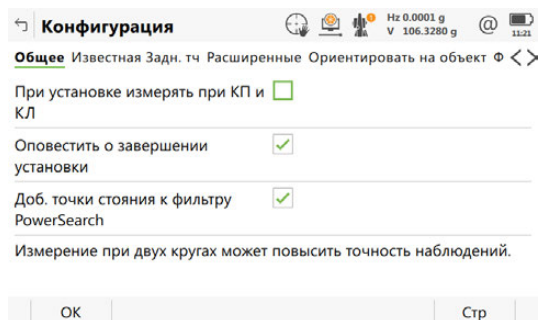 Конфигурация
Hz 0.0001 g
V 106.3280 g
@
11:21
Общее Известная Задн. тч Расширенные Ориентировать на объект Ф
При установке измерять при КП и
КЛ
Оповестить о завершении
установки
Доб. точки стояния к фильтру
PowerSearch
Измерение при двух кругах может повысить точность наблюдений.
OK
Стр